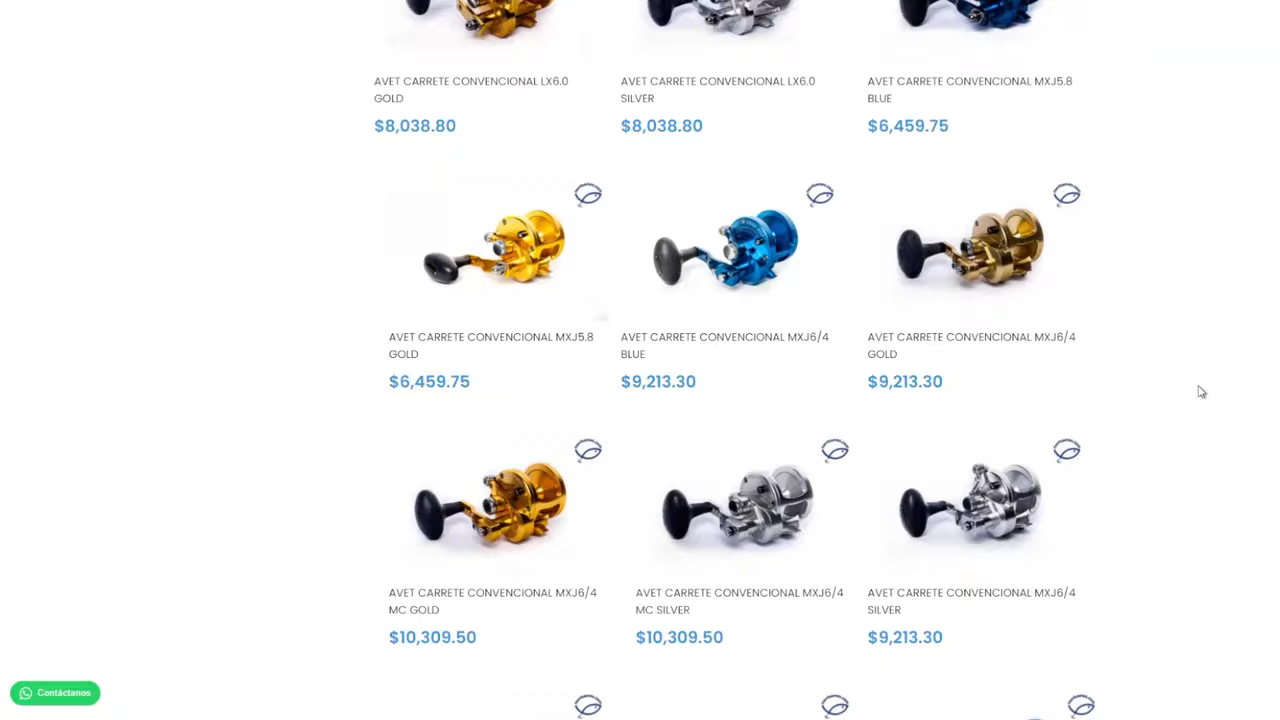 AVET CARRETE CONVENCIONAL LX6.0
GOLD
$8,038.80
AVET CARRETE CONVENCIONAL LX6.0
SILVER
$8,038.80
AVET CARRETE CONVENCIONAL MXJ5.8
BLUE
$6,459.75
AVET CARRETE CONVENCIONAL MXJ5.8
GOLD
$6,459.75
AVET CARRETE CONVENCIONAL MXJ6/4
BLUE
$9,213.30
AVET CARRETE CONVENCIONAL MXJ6/4
GOLD
$9,213.30
AVET CARRETE CONVENCIONAL MXJ6/4
MC GOLD
$10,309.50
AVET CARRETE CONVENCIONAL MXJ6/4
MC SILVER
$10,309.50
AVET CARRETE CONVENCIONAL MXJ6/4
SILVER
$9,213.30
Contáctanos